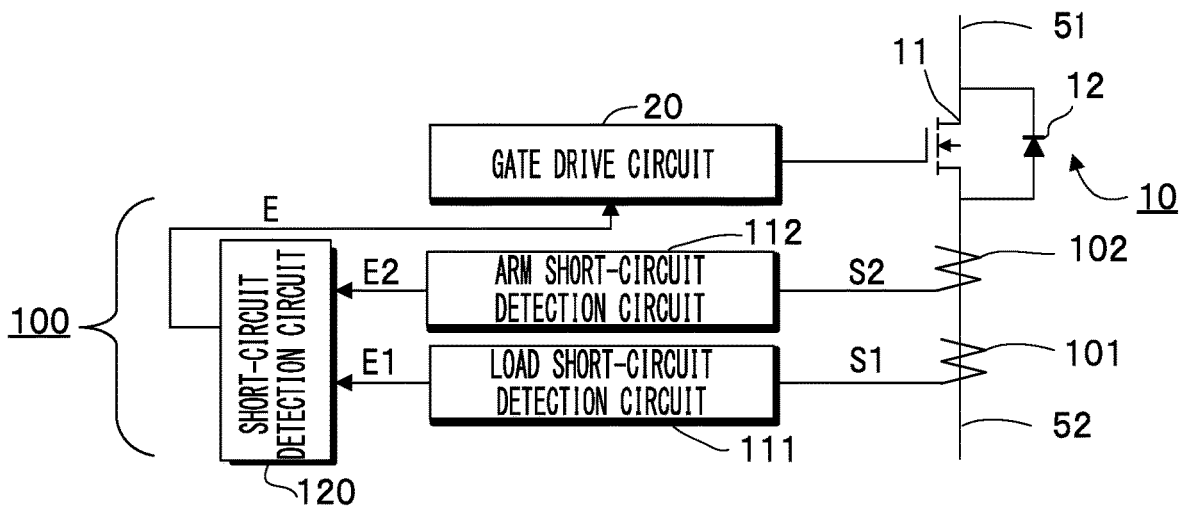 51
11
12
20
GATE DRIVE CIRCUIT
10
E
112
102
ARM SHORT-CIRCUIT
DETECTION CIRCUIT
E2
S2
100
SHORT-CIRCUIT
DETECTION CIRCUIT
101
LOAD SHORT-CIRCUIT
DETECTION CIRCUIT
E1
S1
52
111
120